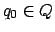 q₀ ∈ Q